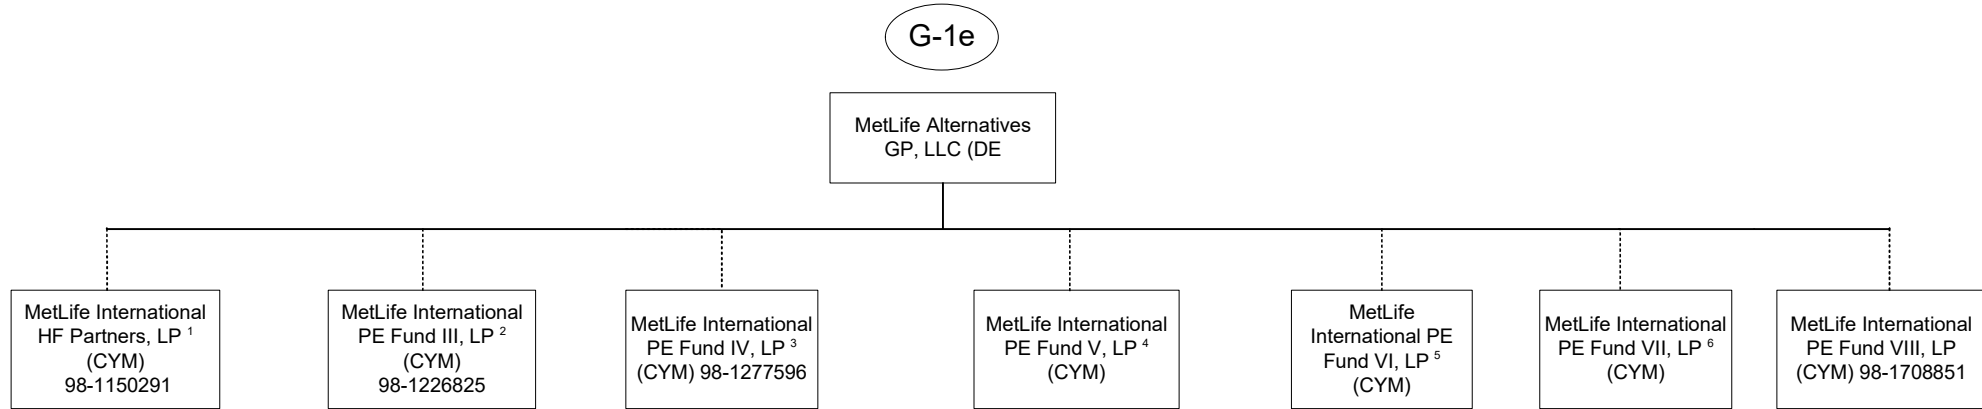 G-1e
MetLife Alternatives
GP, LLC (DE
MetLife International
HF Partners, LP 1
(CYM)
98-1150291
MetLife International
PE Fund III, LP 2
(CYM)
98-1226825
MetLife International
PE Fund IV, LP 3
(CYM) 98-1277596
MetLife International
PE Fund V, LP 4
(CYM)
MetLife
International PE
Fund VI, LP 5
(CYM)
MetLife International
PE Fund VII, LP 6
(CYM)
MetLife International
PE Fund VIII, LP
(CYM) 98-1708851